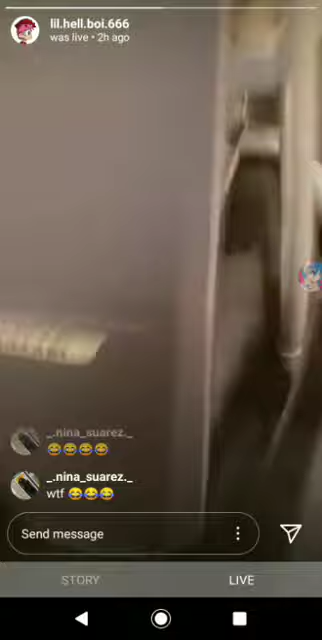 lil.hell.boi.666
was live • 2h ago
_.nina_suarez._
😂😂😂😂
_.nina_suarez._
wtf 😂😂😂
Send message
STORY LIVE